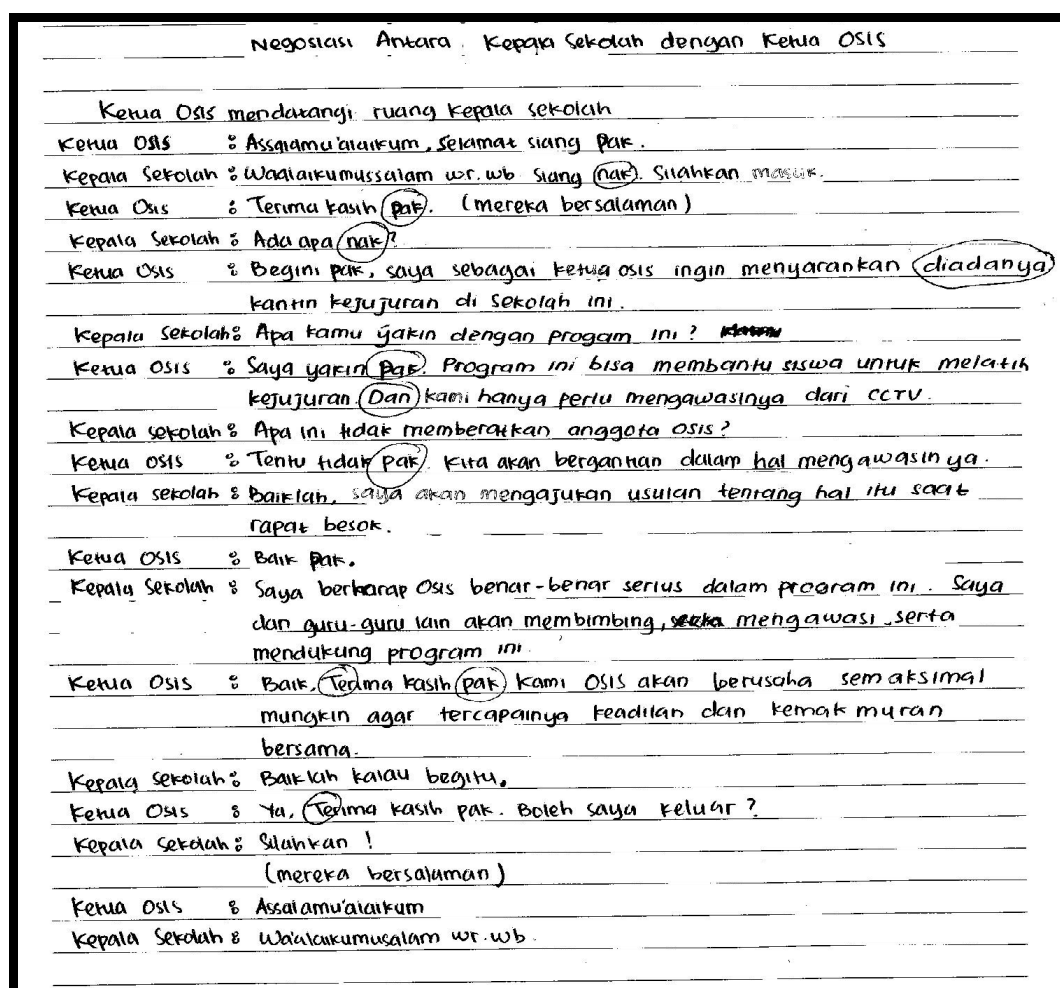 Negosiasi Antara Kepala Sekolah dengan Ketua OSIS
Ketua Osis mendatangi ruang kepala sekolah
Ketua OSIS : Assalamu'alaikum, Selamat siang Pak.
Kepala Sekolah : Waalaikumussalam wr.wb Siang nak. Silahkan masuk.
Ketua Osis : Terima kasih pak. (mereka bersalaman)
Kepala Sekolah : Ada apa nak?
Ketua Osis : Begini pak, saya sebagai ketua osis ingin menyarankan diadanya
kantin kejujuran di sekolah ini.
Kepala Sekolah : Apa kamu yakin dengan progam ini?
Ketua Osis : Saya yakin pak. Program ini bisa membantu siswa untuk melatih
kejujuran Dan kami hanya perlu mengawasinya dari CCTV.
Kepala sekolah : Apa ini tidak memberatkan anggota osis?
Ketua OSIS : Tentu tidak pak. Kita akan bergantian dalam hal mengawasinya.
Kepala sekolah : Baiklah, saya akan mengajukan usulan tentang hal itu saat
rapat besok.
Ketua OSIS : Baik pak.
Kepala Sekolah : Saya berharap Osis benar-benar serius dalam program ini. Saya
dan guru-guru lain akan membimbing, mengawasi, serta
mendukung program ini.
Ketua Osis : Baik, Terima kasih pak Kami OSIS akan berusaha semaksimal
mungkin agar tercapainya keadilan dan kemakmuran
bersama.
Kepala sekolah : Baiklah kalau begitu.
Ketua Osis : Ya, Terima kasih pak. Boleh saya keluar?
Kepala Sekolah : Silahkan!
(mereka bersalaman)
Ketua Osis : Assalamu'alaikum
Kepala Sekolah : Wa'alaikumusalam wr.wb.